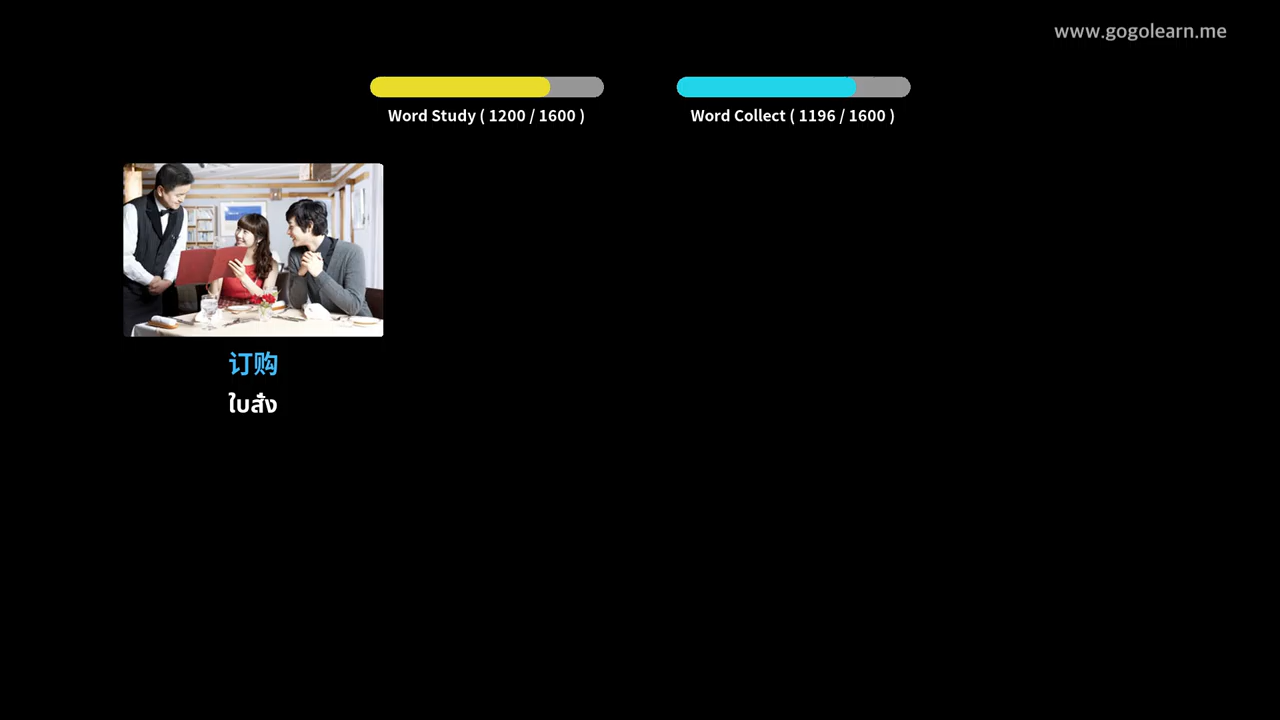 www.gogolearn.me
Word Study ( 1200 / 1600 )
Word Collect ( 1196 / 1600 )
订购
ใบสั่ง